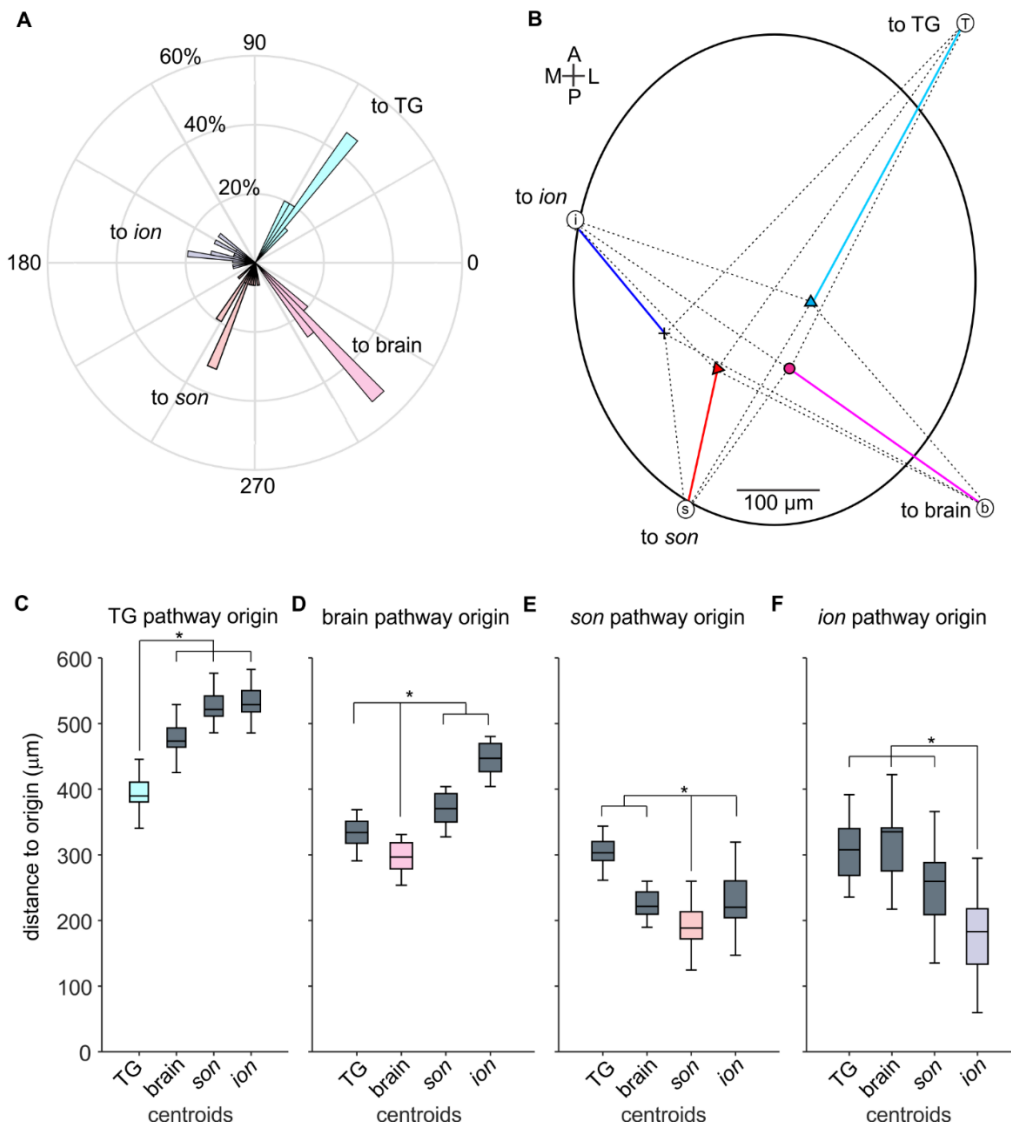 A
90
60%
40%
20%
to TG
to ion
180
0
to brain
to son
270
B
A
M L
P
to TG
T
to ion
i
100 µm
s
to son
to brain
b
C TG pathway origin
D brain pathway origin
E son pathway origin
F ion pathway origin
distance to origin (µm)
600
500
400
300
200
100
0
*
*
*
*
TG brain son ion
TG brain son ion
TG brain son ion
TG brain son ion
centroids
centroids
centroids
centroids